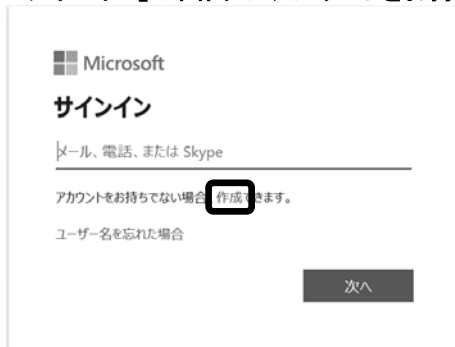 Microsoft
サインイン
メール、電話、または Skype
アカウントをお持ちでない場合、作成できます。
ユーザー名を忘れた場合
次へ